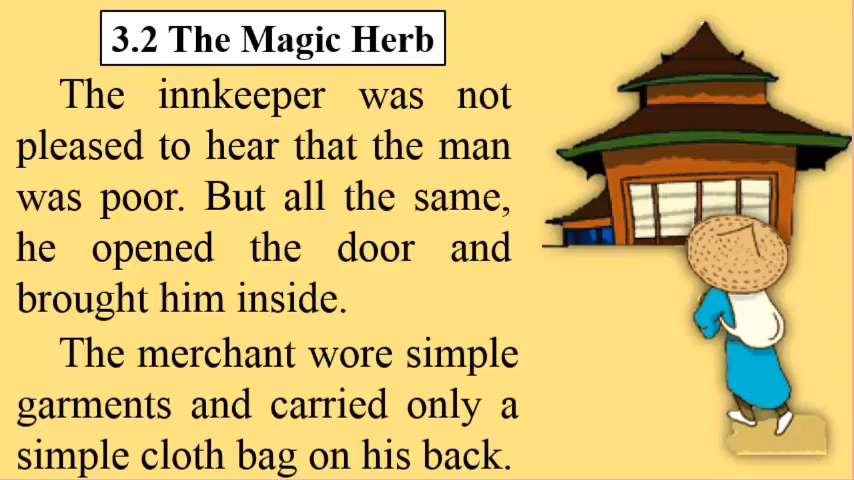 3.2 The Magic Herb
The innkeeper was not
pleased to hear that the man
was poor. But all the same,
he opened the door and
brought him inside.
The merchant wore simple
garments and carried only a
simple cloth bag on his back.